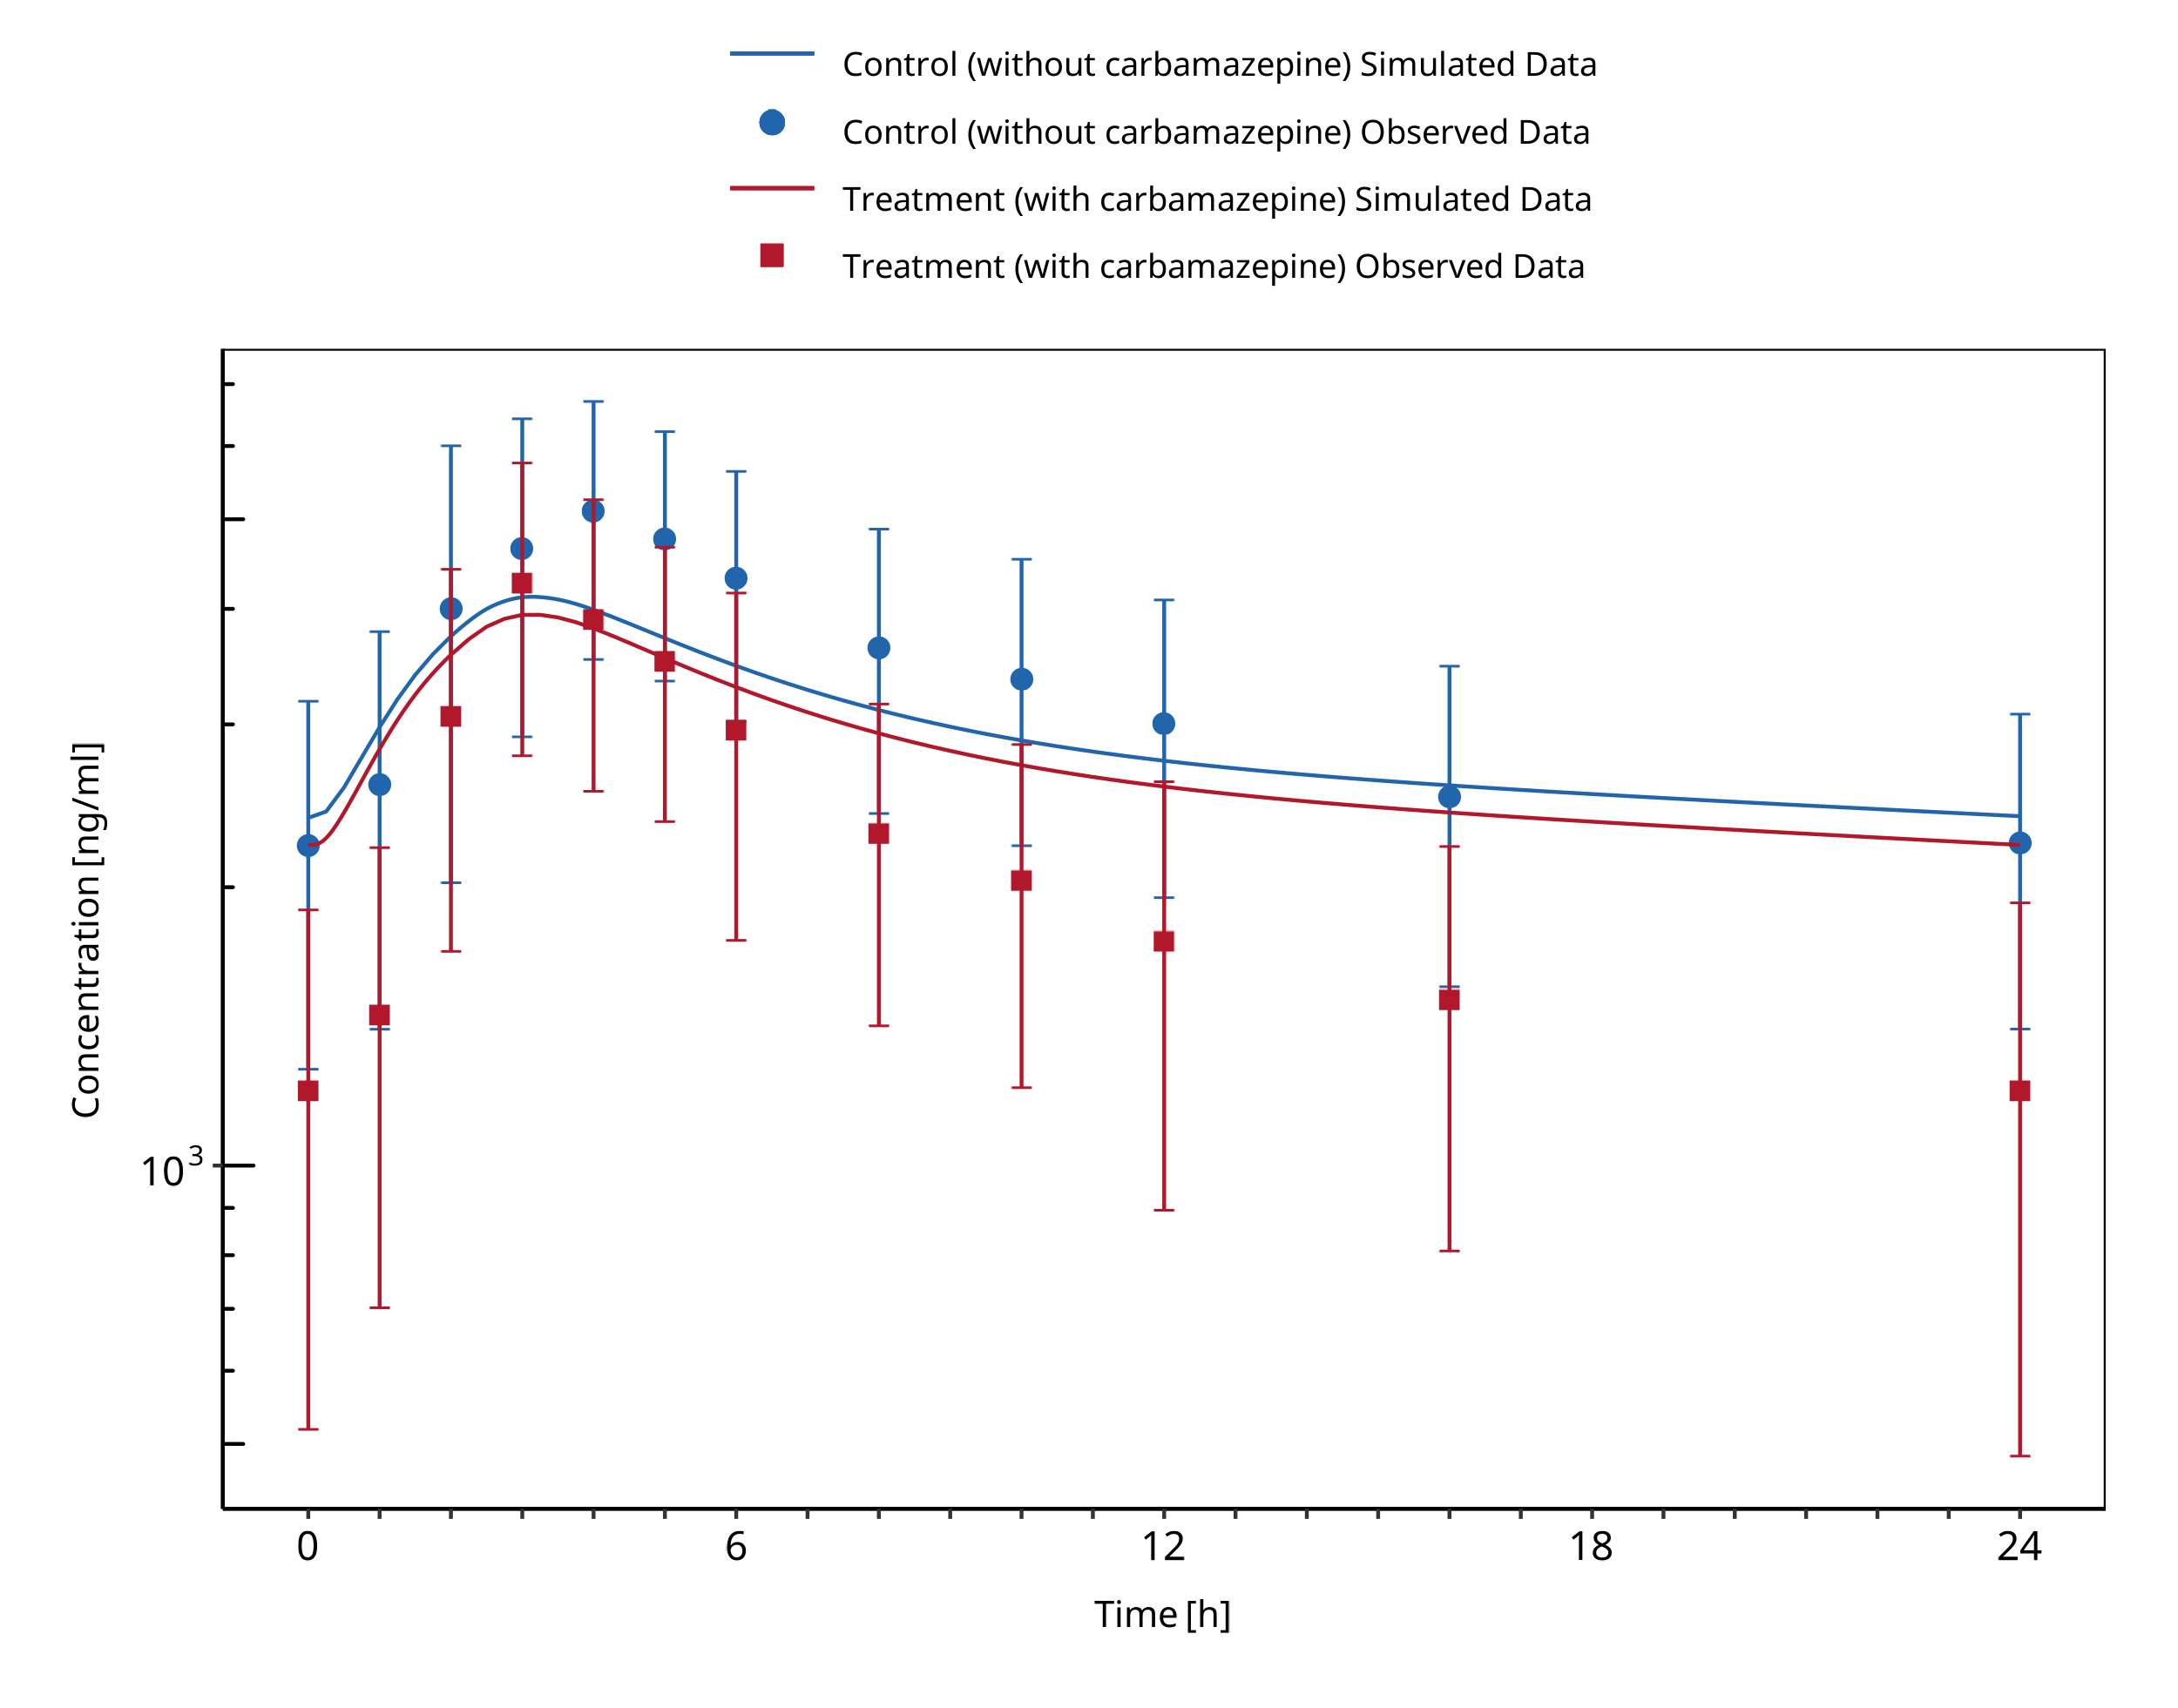 Control (without carbamazepine) Simulated Data
Control (without carbamazepine) Observed Data
Treatment (with carbamazepine) Simulated Data
Treatment (with carbamazepine) Observed Data
Concentration [ng/ml]
10³
0 6 12 18 24
Time [h]